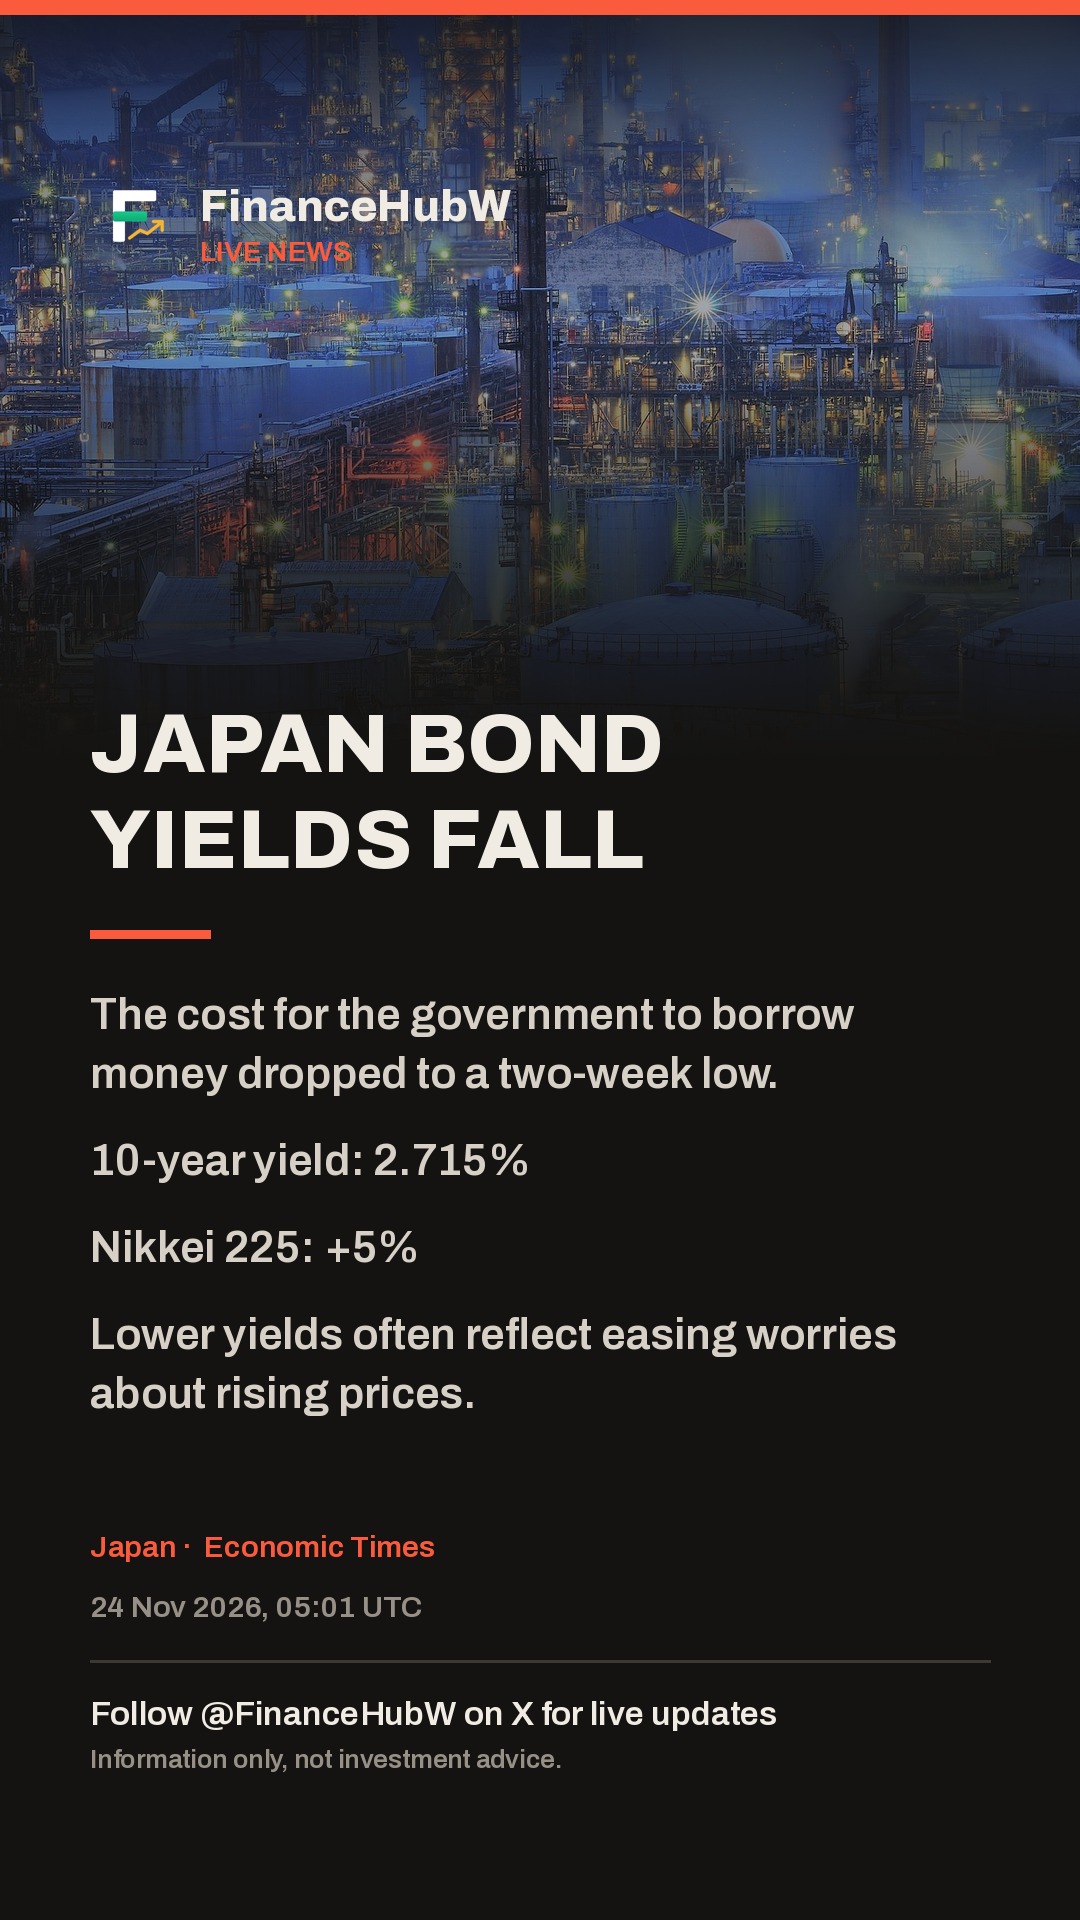 FinanceHubW
LIVE NEWS
JAPAN BOND
YIELDS FALL
The cost for the government to borrow
money dropped to a two-week low.
10-year yield: 2.715%
Nikkei 225: +5%
Lower yields often reflect easing worries
about rising prices.
Japan · Economic Times
24 Nov 2026, 05:01 UTC
Follow @FinanceHubW on X for live updates
Information only, not investment advice.